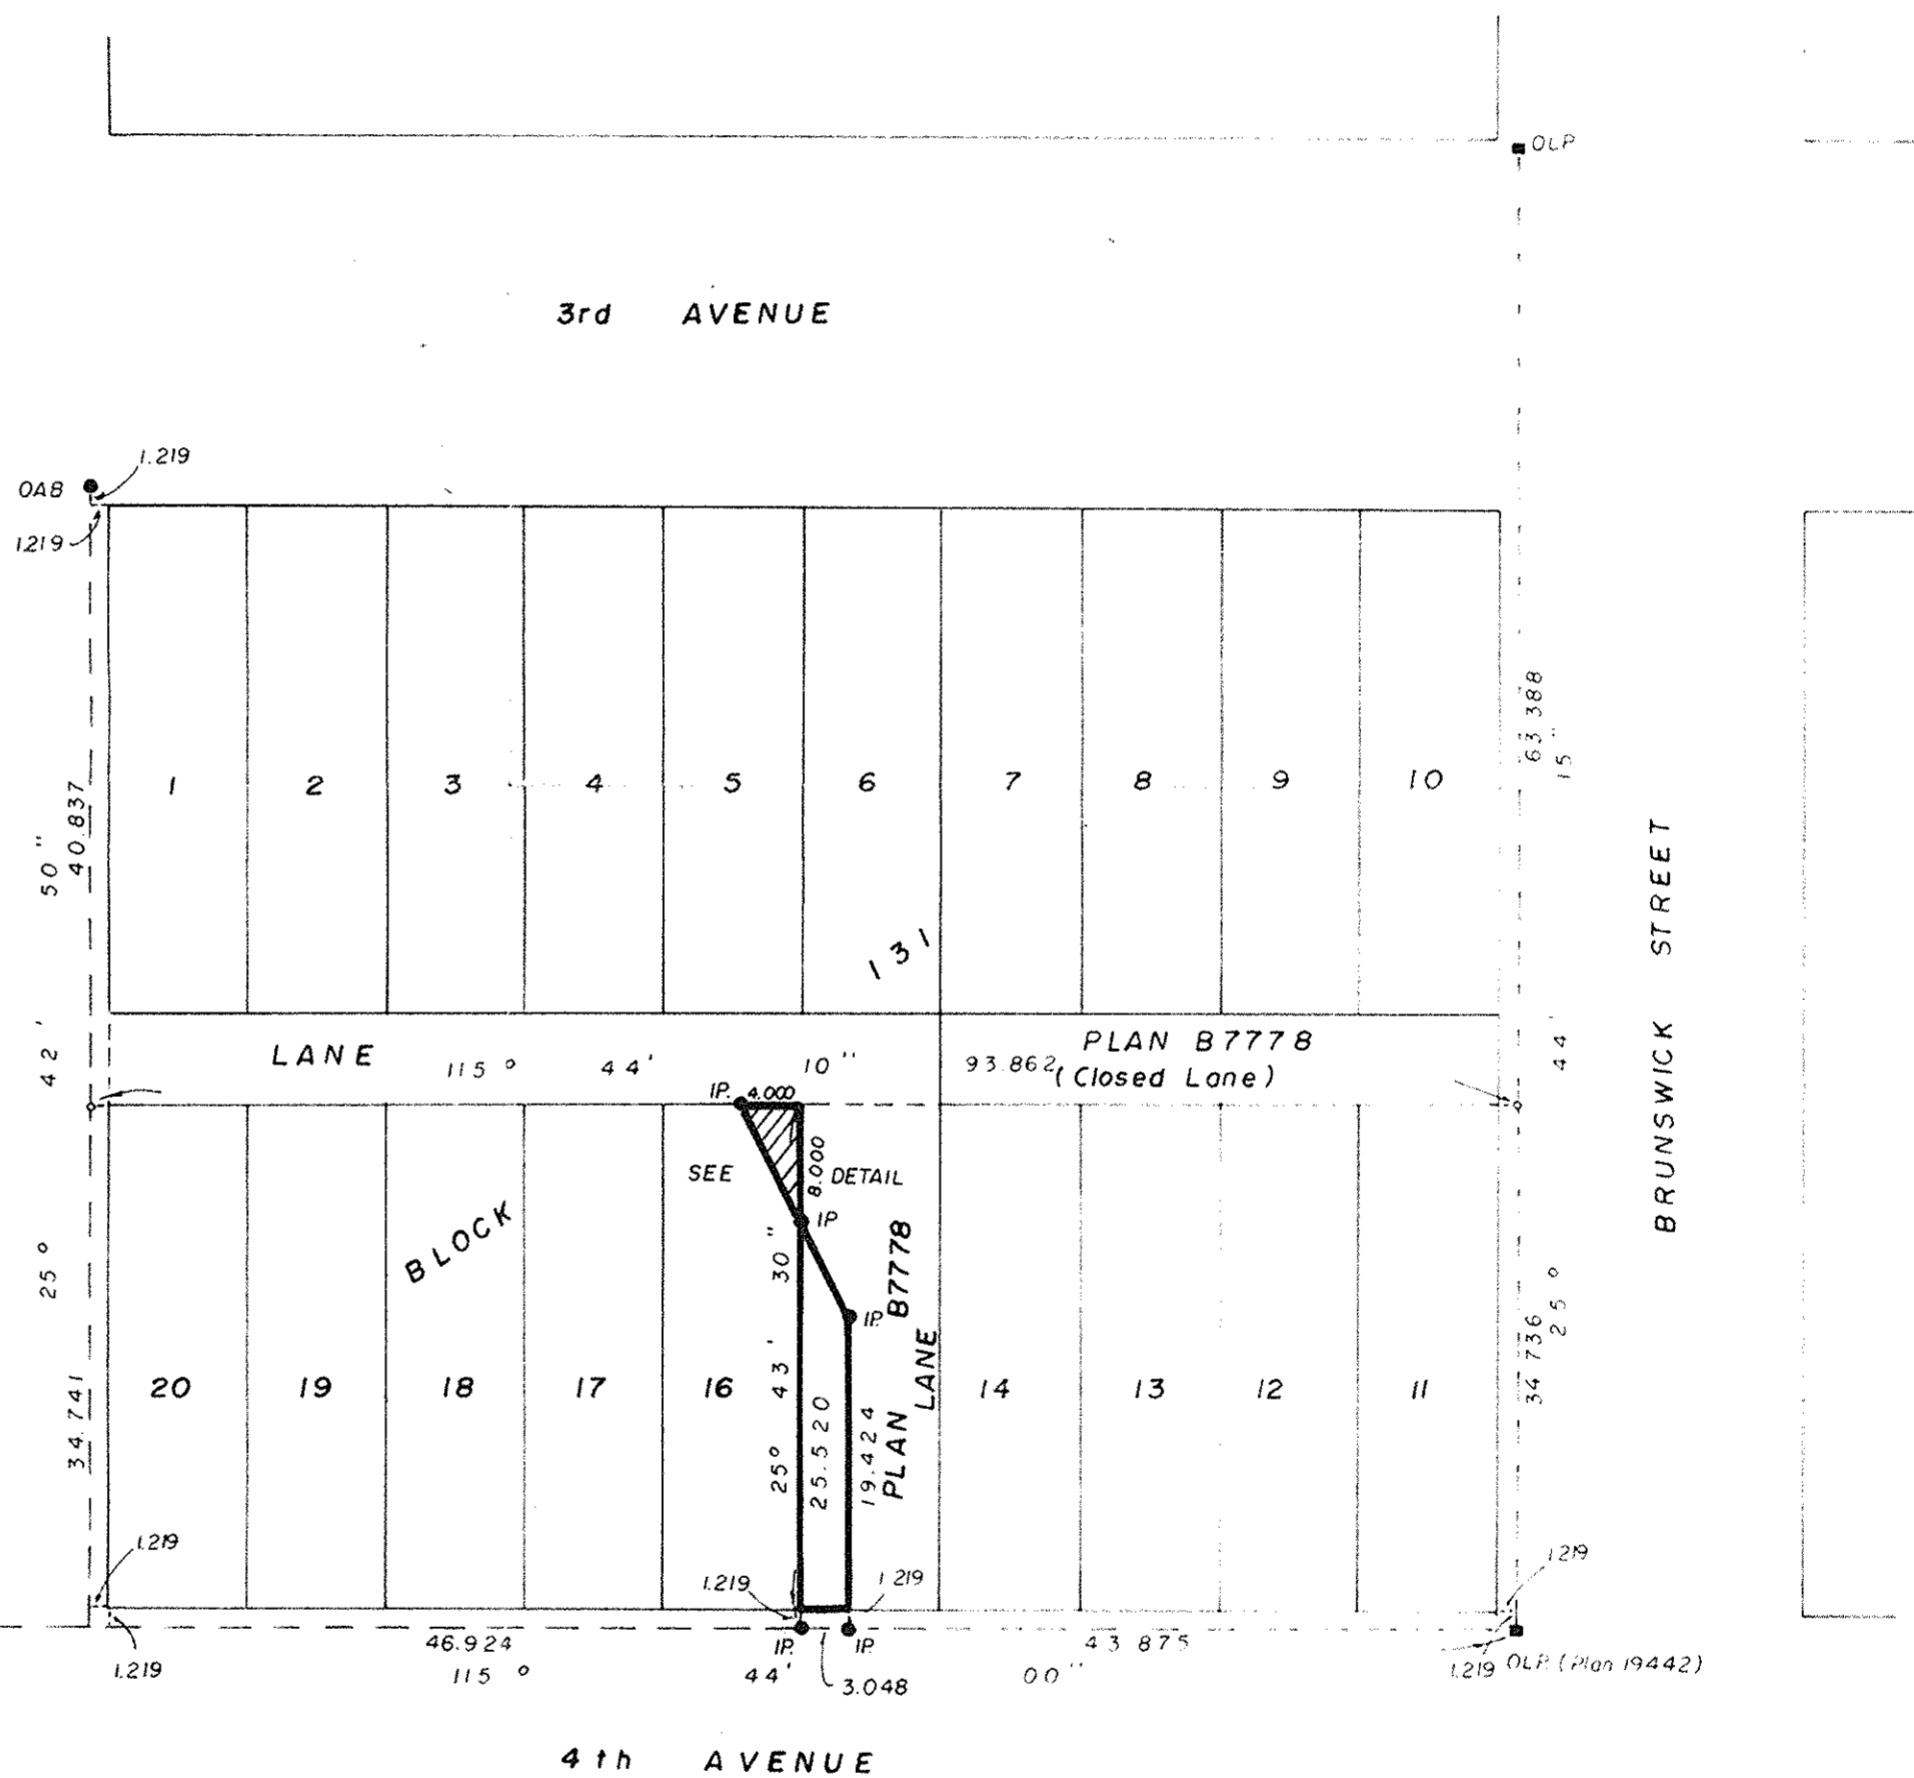 OLP
3rd AVENUE
1.219
OAB
1.219
1 2 3 4 5 6 7 8 9 10
63 388
15"
40.837
50"
131
BRUNSWICK STREET
LANE 115° 44' 10" 93.862
PLAN B7778
(Closed Lane)
42'
44'
IP. 4.000
8.000
SEE DETAIL
IP
BLOCK
30"
PLAN B7778
LANE
IP.
25°
25°
34 736
20 19 18 17 16 14 13 12 11
43'
25°
25.520
19.424
PLAN
34.741
1.219
1.219
1 219
1 219
46.924
IP. IP.
43 875
115° 44' 00"
3.048
1.219
1.219 OLP. (Plan 19442)
4th AVENUE